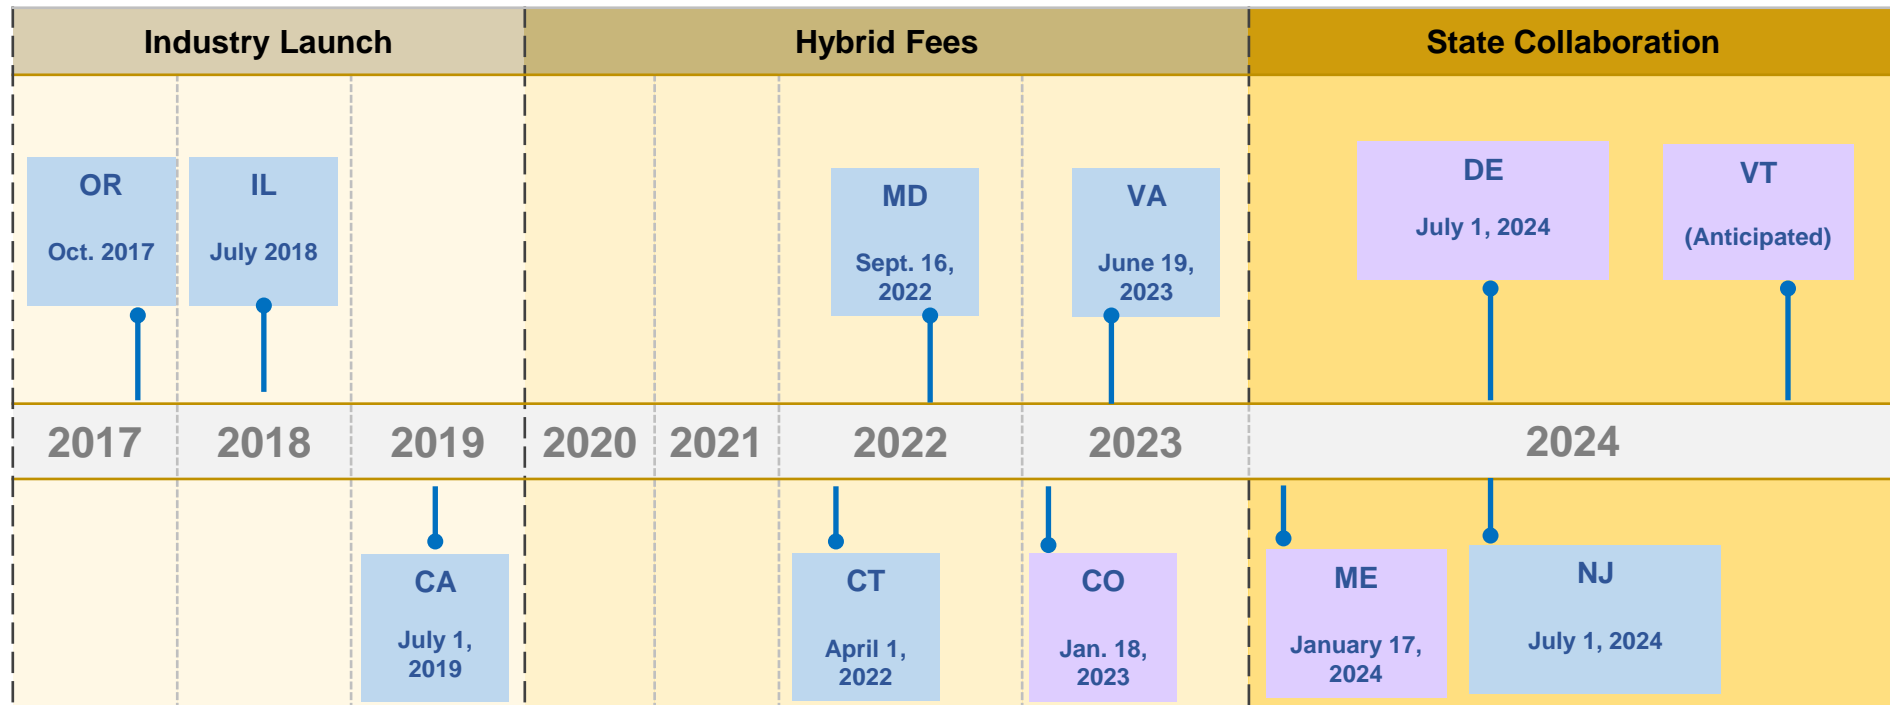 Industry Launch
Hybrid Fees
State Collaboration
OR
Oct. 2017
IL
July 2018
MD
Sept. 16,
2022
VA
June 19,
2023
DE
July 1, 2024
VT
(Anticipated)
2017
2018
2019
2020
2021
2022
2023
2024
CA
July 1,
2019
CT
April 1,
2022
CO
Jan. 18,
2023
ME
January 17,
2024
NJ
July 1, 2024